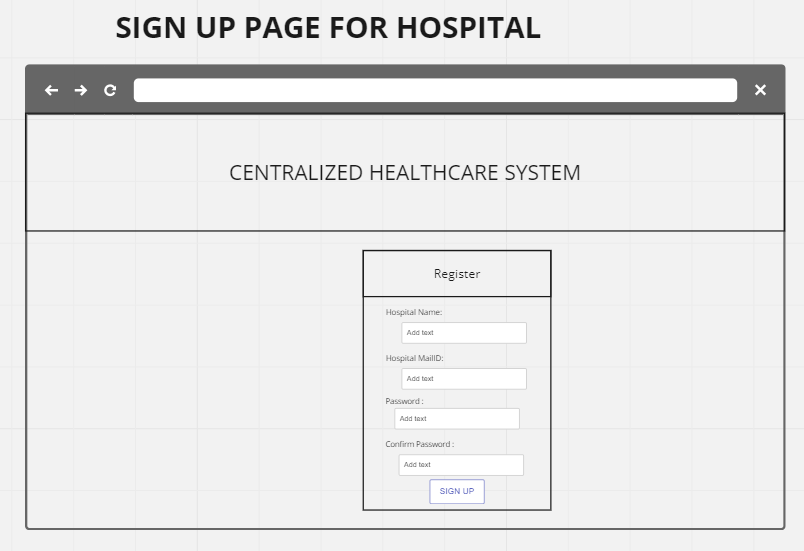 SIGN UP PAGE FOR HOSPITAL
CENTRALIZED HEALTHCARE SYSTEM
Register
Hospital Name:
Add text
Hospital MailID:
Add text
Password :
Add text
Confirm Password :
Add text
SIGN UP